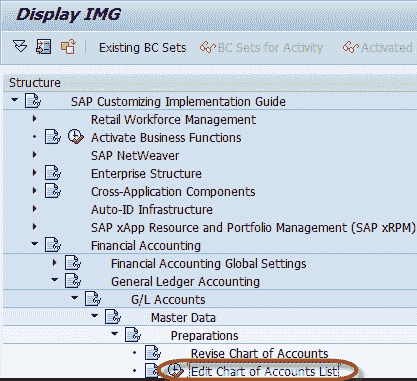 Display IMG
Existing BC Sets BC Sets for Activity Activated
Structure
SAP Customizing Implementation Guide
Retail Workforce Management
Activate Business Functions
SAP NetWeaver
Enterprise Structure
Cross-Application Components
Auto-ID Infrastructure
SAP xApp Resource and Portfolio Management (SAP xRPM)
Financial Accounting
Financial Accounting Global Settings
General Ledger Accounting
G/L Accounts
Master Data
Preparations
Revise Chart of Accounts
Edit Chart of Accounts List